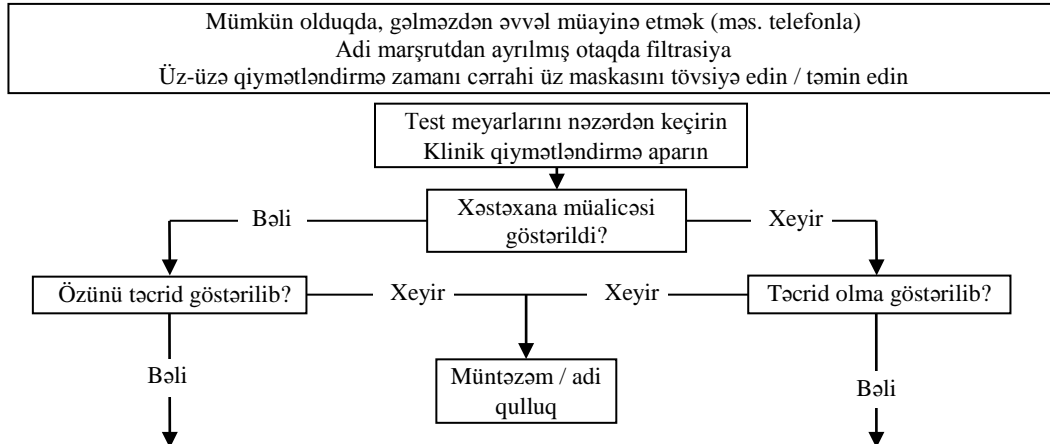 Mümkün olduqda, gəlməzdən əvvəl müayinə etmək (məs. telefonla)
Adi marşrutdan ayrılmış otaqda filtrasiya
Üz-üzə qiymətləndirmə zamanı cərrahi üz maskasını tövsiyə edin / təmin edin
Test meyarlarını nəzərdən keçirin
Klinik qiymətləndirmə aparın
Xəstəxana müalicəsi
göstərildi?
Bəli
Xeyir
Özünü təcrid göstərilib?
Xeyir
Xeyir
Təcrid olma göstərilib?
Müntəzəm / adi
qulluq
Bəli
Bəli